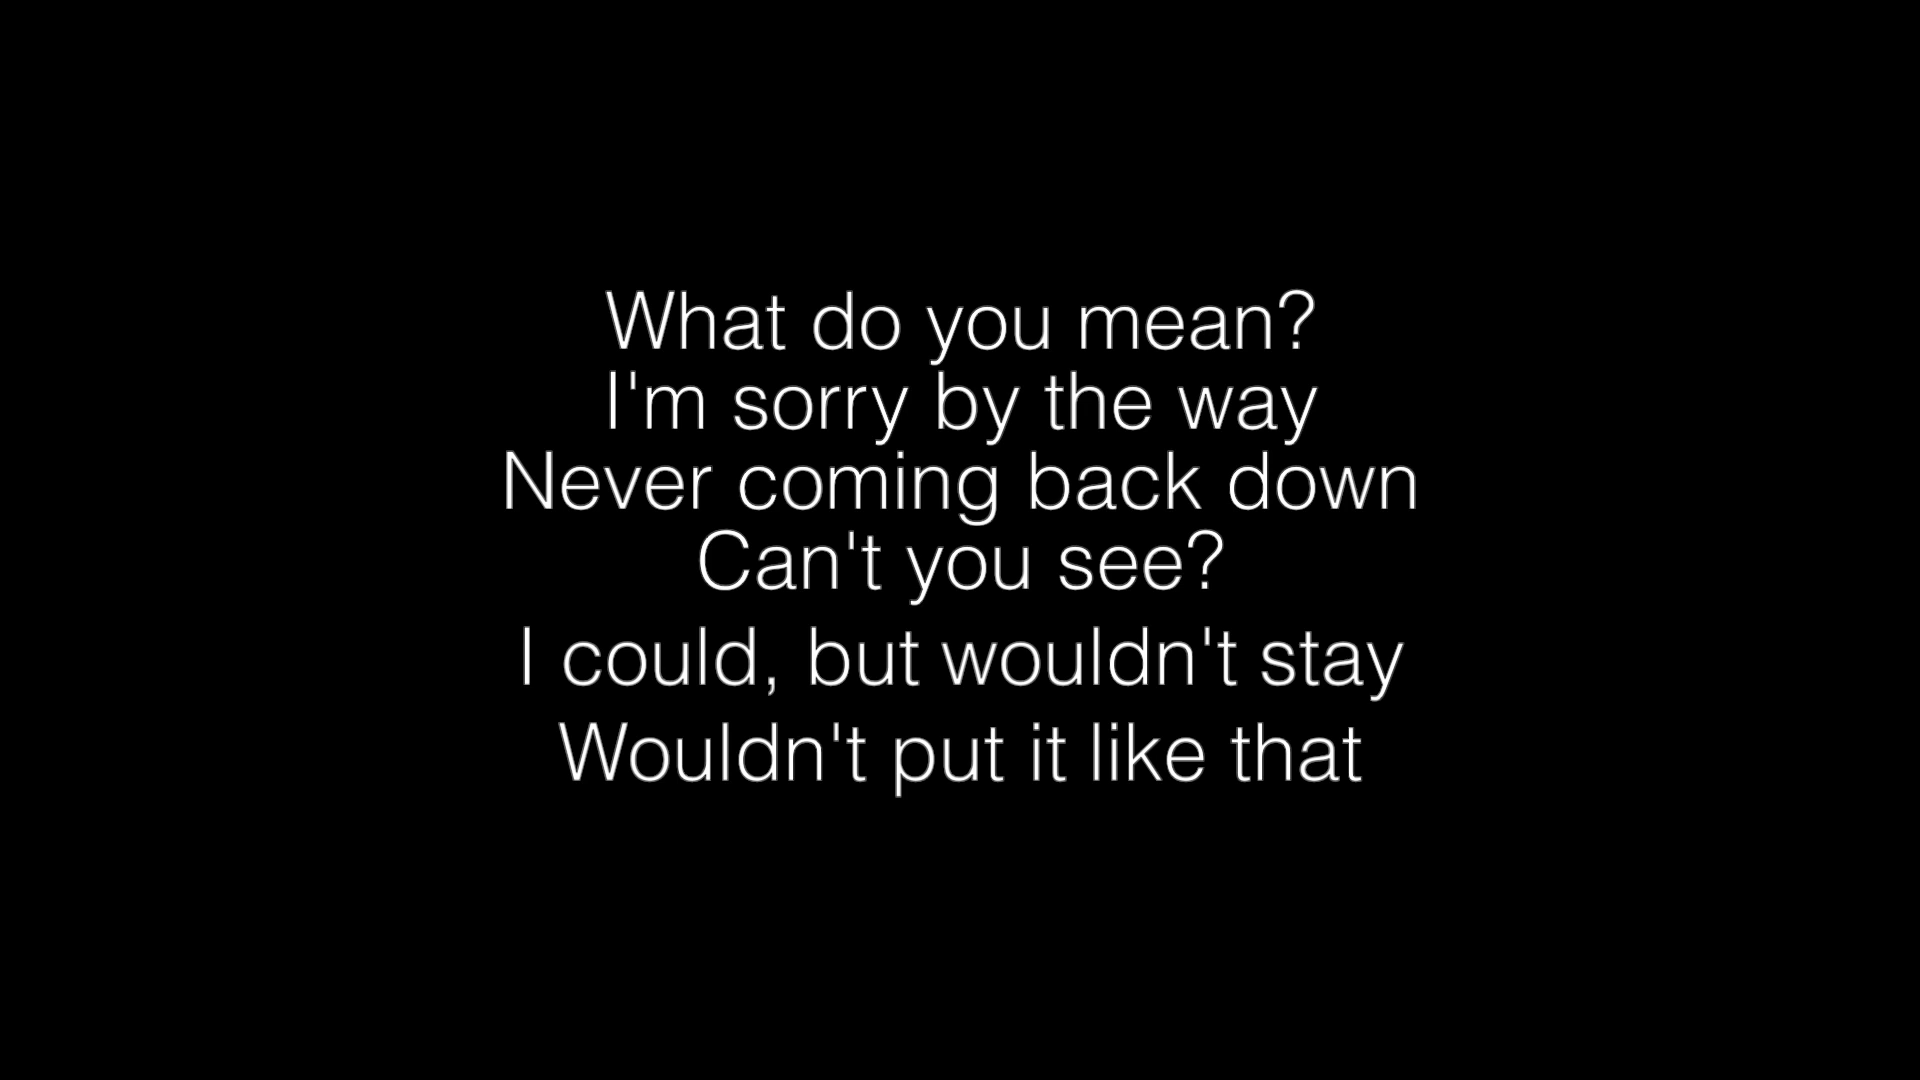 What do you mean?
I'm sorry by the way
Never coming back down
Can't you see?
I could, but wouldn't stay
Wouldn't put it like that